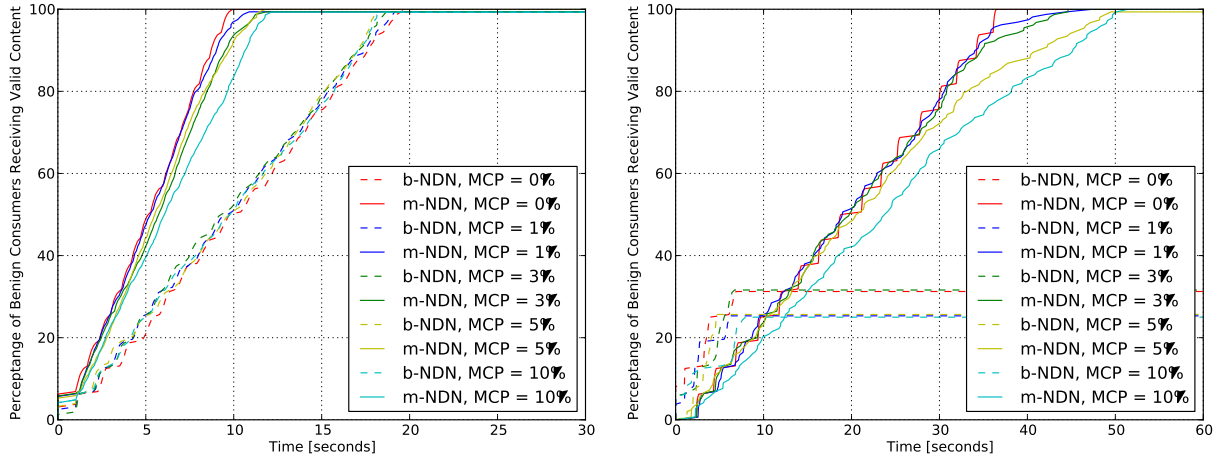 Perceptange of Benign Consumers Receiving Valid Content
100
80
60
40
20
0
0 5 10 15 20 25 30
Time [seconds]
b-NDN, MCP = 0%
m-NDN, MCP = 0%
b-NDN, MCP = 1%
m-NDN, MCP = 1%
b-NDN, MCP = 3%
m-NDN, MCP = 3%
b-NDN, MCP = 5%
m-NDN, MCP = 5%
b-NDN, MCP = 10%
m-NDN, MCP = 10%
Perceptange of Benign Consumers Receiving Valid Content
100
80
60
40
20
0
0 10 20 30 40 50 60
Time [seconds]
b-NDN, MCP = 0%
m-NDN, MCP = 0%
b-NDN, MCP = 1%
m-NDN, MCP = 1%
b-NDN, MCP = 3%
m-NDN, MCP = 3%
b-NDN, MCP = 5%
m-NDN, MCP = 5%
b-NDN, MCP = 10%
m-NDN, MCP = 10%